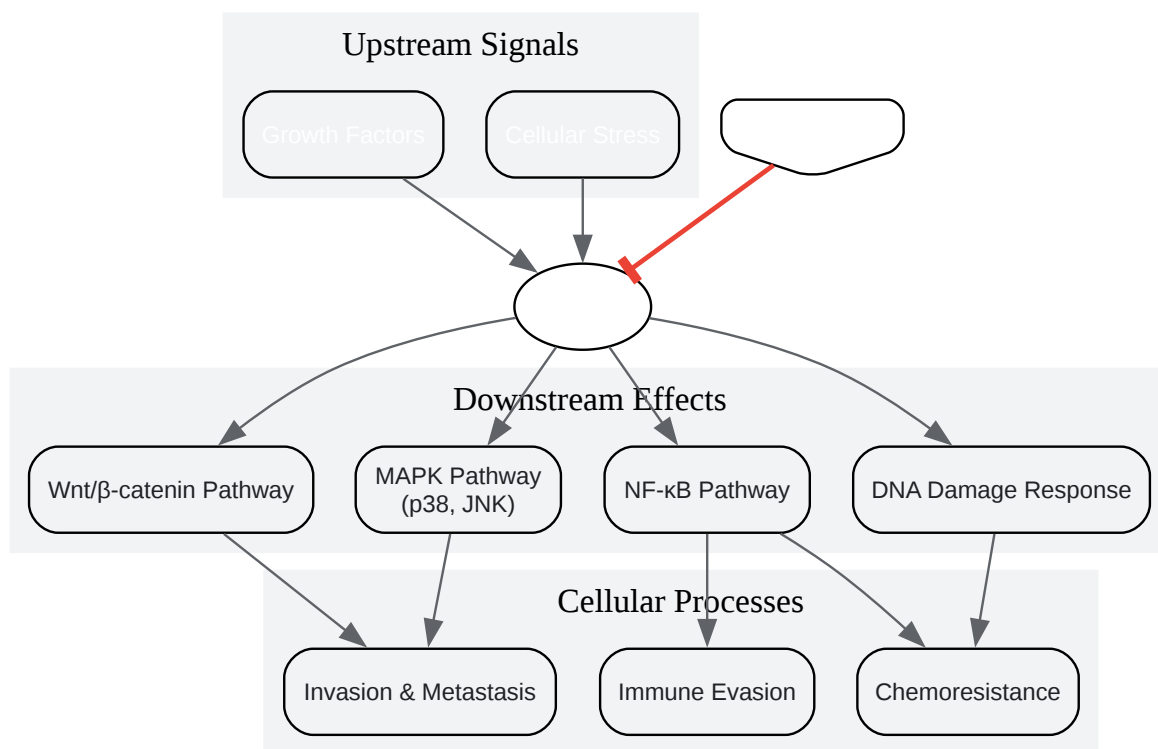 Upstream Signals
Growth Factors
Cellular Stress
Downstream Effects
Wnt/β-catenin Pathway
MAPK Pathway
(p38, JNK)
NF-κB Pathway
DNA Damage Response
Cellular Processes
Invasion & Metastasis
Immune Evasion
Chemoresistance